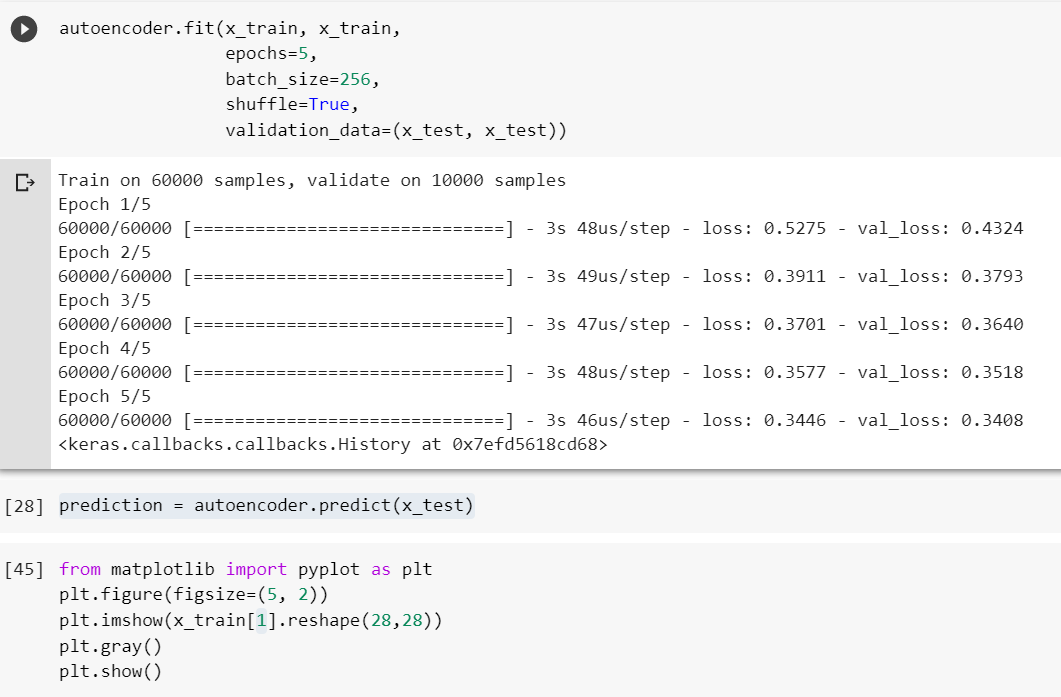 autoencoder.fit(x_train, x_train,
epochs=5,
batch_size=256,
shuffle=True,
validation_data=(x_test, x_test))
Train on 60000 samples, validate on 10000 samples
Epoch 1/5
60000/60000 [==============================] - 3s 48us/step - loss: 0.5275 - val_loss: 0.4324
Epoch 2/5
60000/60000 [==============================] - 3s 49us/step - loss: 0.3911 - val_loss: 0.3793
Epoch 3/5
60000/60000 [==============================] - 3s 47us/step - loss: 0.3701 - val_loss: 0.3640
Epoch 4/5
60000/60000 [==============================] - 3s 48us/step - loss: 0.3577 - val_loss: 0.3518
Epoch 5/5
60000/60000 [==============================] - 3s 46us/step - loss: 0.3446 - val_loss: 0.3408
<keras.callbacks.callbacks.History at 0x7efd5618cd68>
[28] prediction = autoencoder.predict(x_test)
[45] from matplotlib import pyplot as plt
plt.figure(figsize=(5, 2))
plt.imshow(x_train[1].reshape(28,28))
plt.gray()
plt.show()